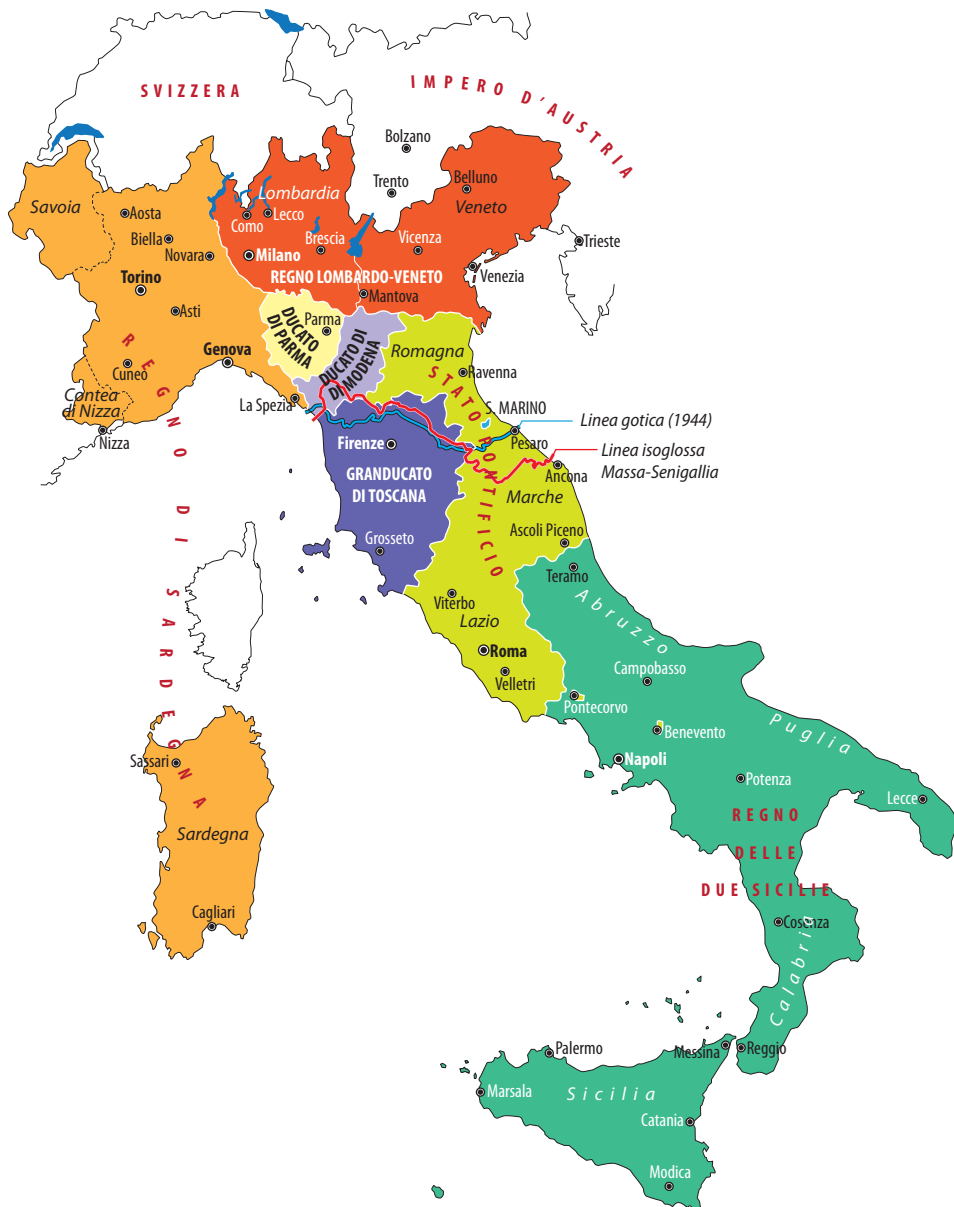 SVIZZERA
IMPERO D'AUSTRIA
Bolzano
Trento
Belluno
Savoia
Lombardia
Veneto
Aosta
Como
Lecco
Biella
Brescia
Vicenza
Trieste
Novara
Milano
Venezia
Torino
REGNO LOMBARDO-VENETO
Mantova
Asti
DUCATO
DI PARMA
Parma
DUCATO DI
DI MODENA
Romagna
Genova
Cuneo
Ravenna
REGNO DI SARDEGNA
STATO PONTIFICIO
Contea
di Nizza
La Spezia
S. MARINO
Linea gotica (1944)
Nizza
Firenze
Pesaro
Linea isoglossa
Massa-Senigallia
GRANDUCATO
DI TOSCANA
Ancona
Marche
Grosseto
Ascoli Piceno
Teramo
Viterbo
Abruzzo
Lazio
Roma
Velletri
Campobasso
Pontecorvo
Puglia
Benevento
Napoli
Sassari
Potenza
Lecce
REGNO
DELLE
DUE SICILIE
Sardegna
Cagliari
Cosenza
Calabria
Palermo
Messina
Reggio
Marsala
Sicilia
Catania
Modica